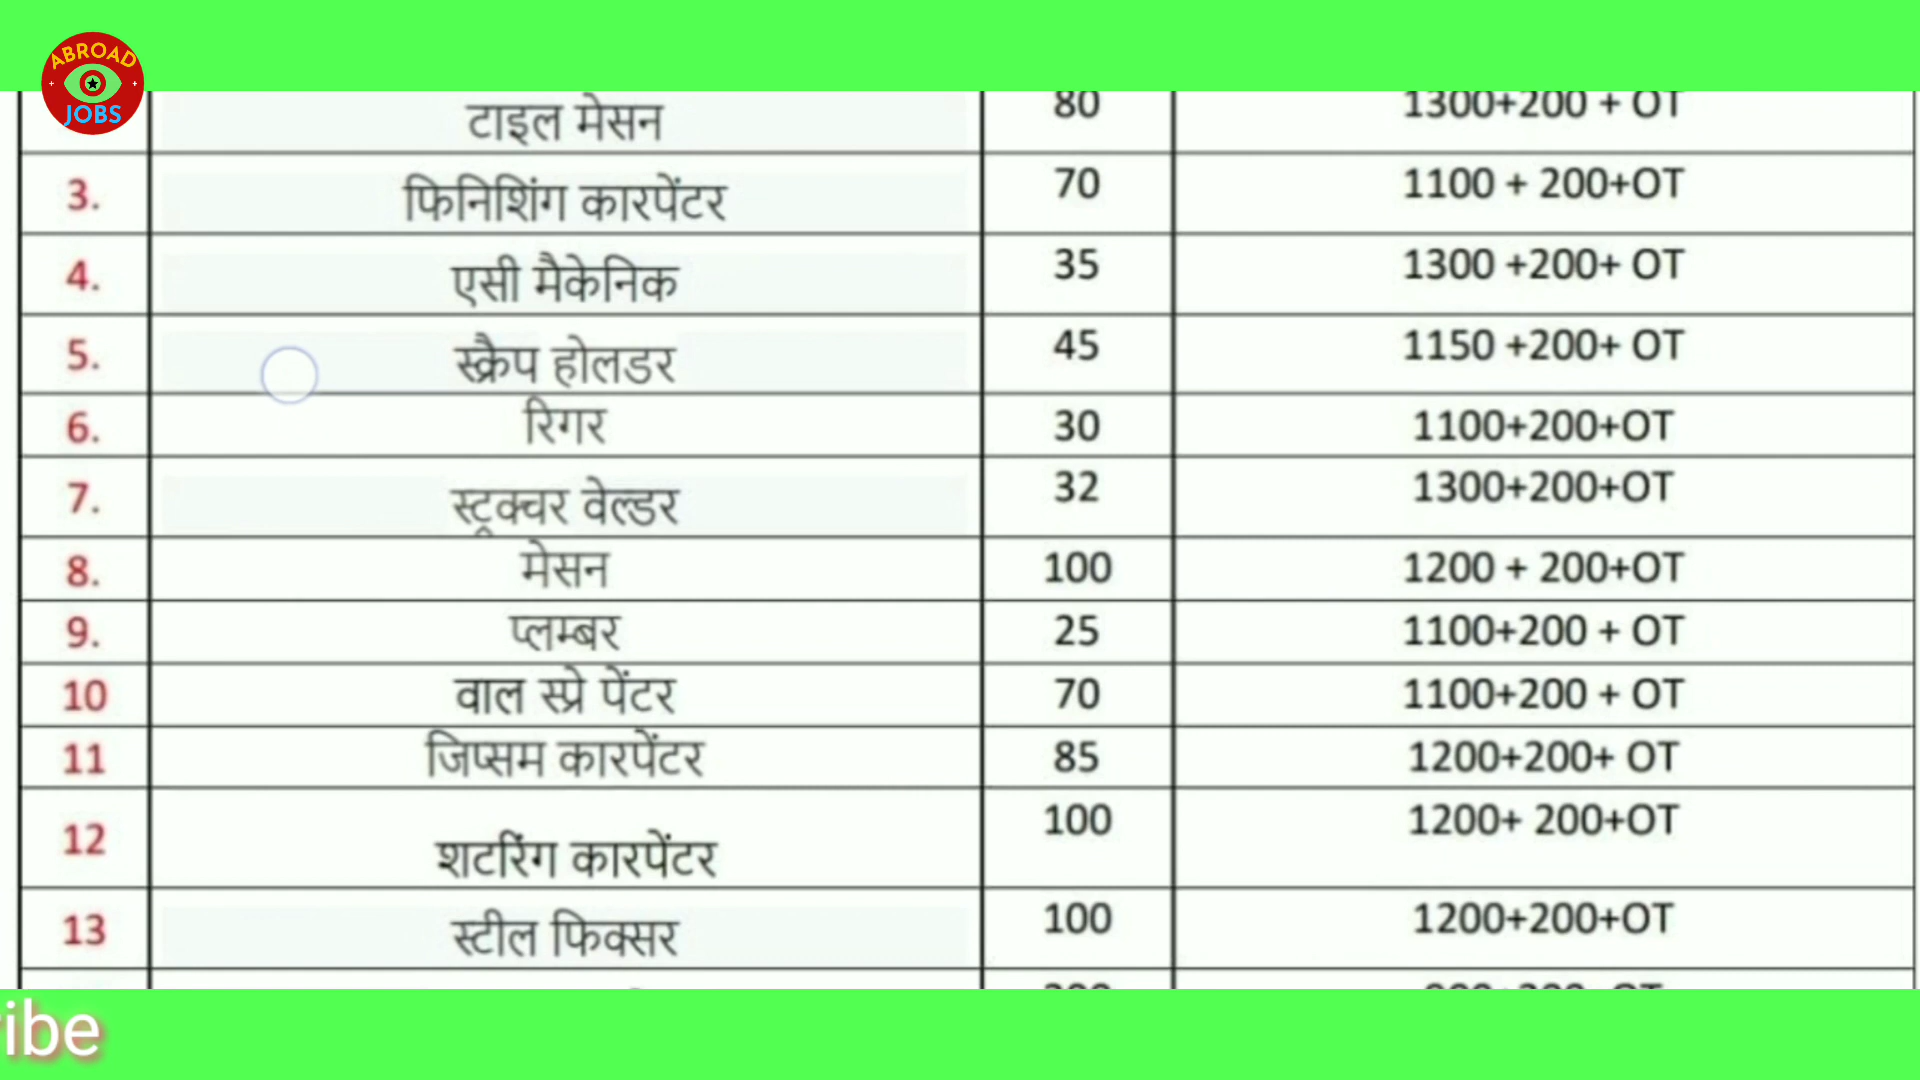 ABROAD
JOBS
टाइल मेसन 80 1300+200 + OT
3. फिनिशिंग कारपेंटर 70 1100 + 200+OT
4. एसी मैकेनिक 35 1300 +200+ OT
5. स्क्रैप होलडर 45 1150 +200+ OT
6. रिगर 30 1100+200+OT
7. स्ट्रक्चर वेल्डर 32 1300+200+OT
8. मेसन 100 1200 + 200+OT
9. प्लम्बर 25 1100+200 + OT
10 वाल स्प्रे पेंटर 70 1100+200 + OT
11 जिप्सम कारपेंटर 85 1200+200+ OT
12 शटरिंग कारपेंटर 100 1200+ 200+OT
13 स्टील फिक्सर 100 1200+200+OT
ibe